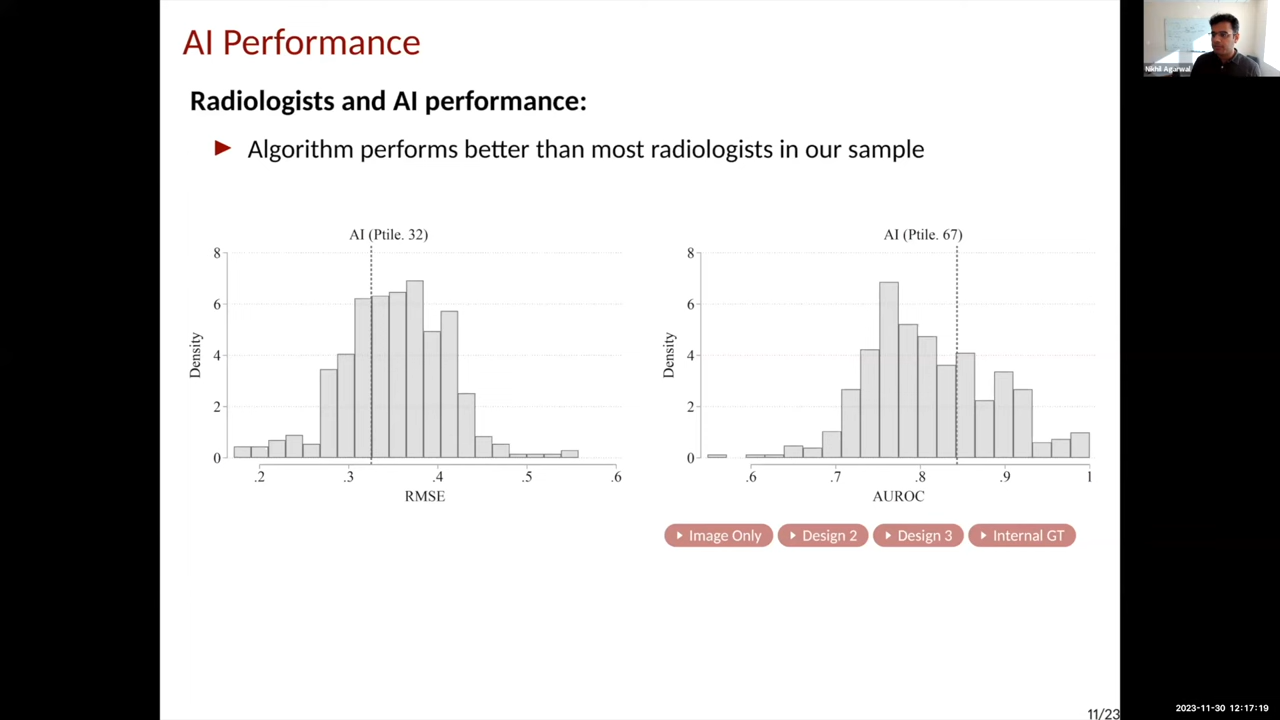 AI Performance
Nikhil Agarwal
Radiologists and AI performance:
Algorithm performs better than most radiologists in our sample
AI (Ptile. 32)
8
6
4
2
0
Density
.2 .3 .4 .5 .6
RMSE
AI (Ptile. 67)
8
6
4
2
0
Density
.6 .7 .8 .9 1
AUROC
Image Only
Design 2
Design 3
Internal GT
11/23
2023-11-30 12:17:19